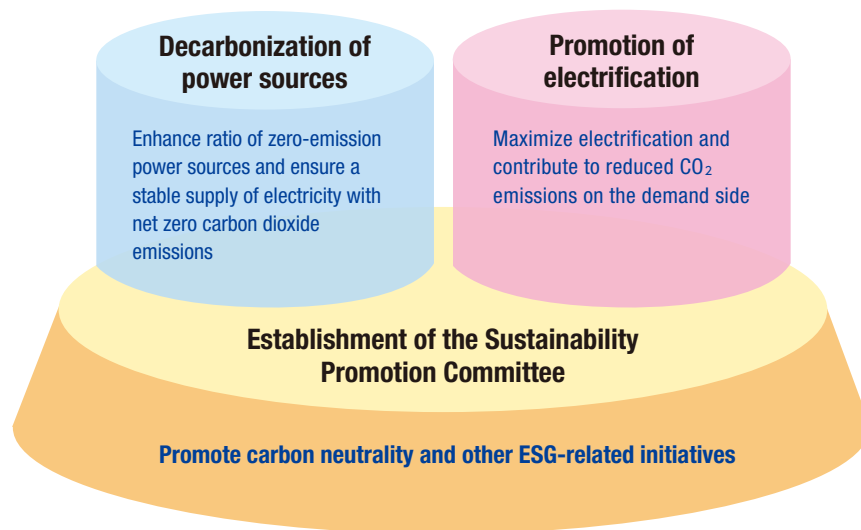 Decarbonization of
power sources
Enhance ratio of zero-emission
power sources and ensure a
stable supply of electricity with
net zero carbon dioxide
emissions
Promotion of
electrification
Maximize electrification and
contribute to reduced CO₂
emissions on the demand side
Establishment of the Sustainability
Promotion Committee
Promote carbon neutrality and other ESG-related initiatives